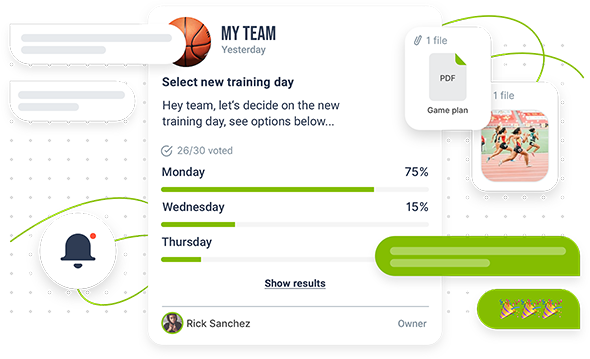 MY TEAM
Yesterday
Select new training day
Hey team, let's decide on the new
training day, see options below...
26/30 voted
Monday 75%
Wednesday 15%
Thursday
Show results
Rick Sanchez Owner
1 file
PDF
Game plan
1 file